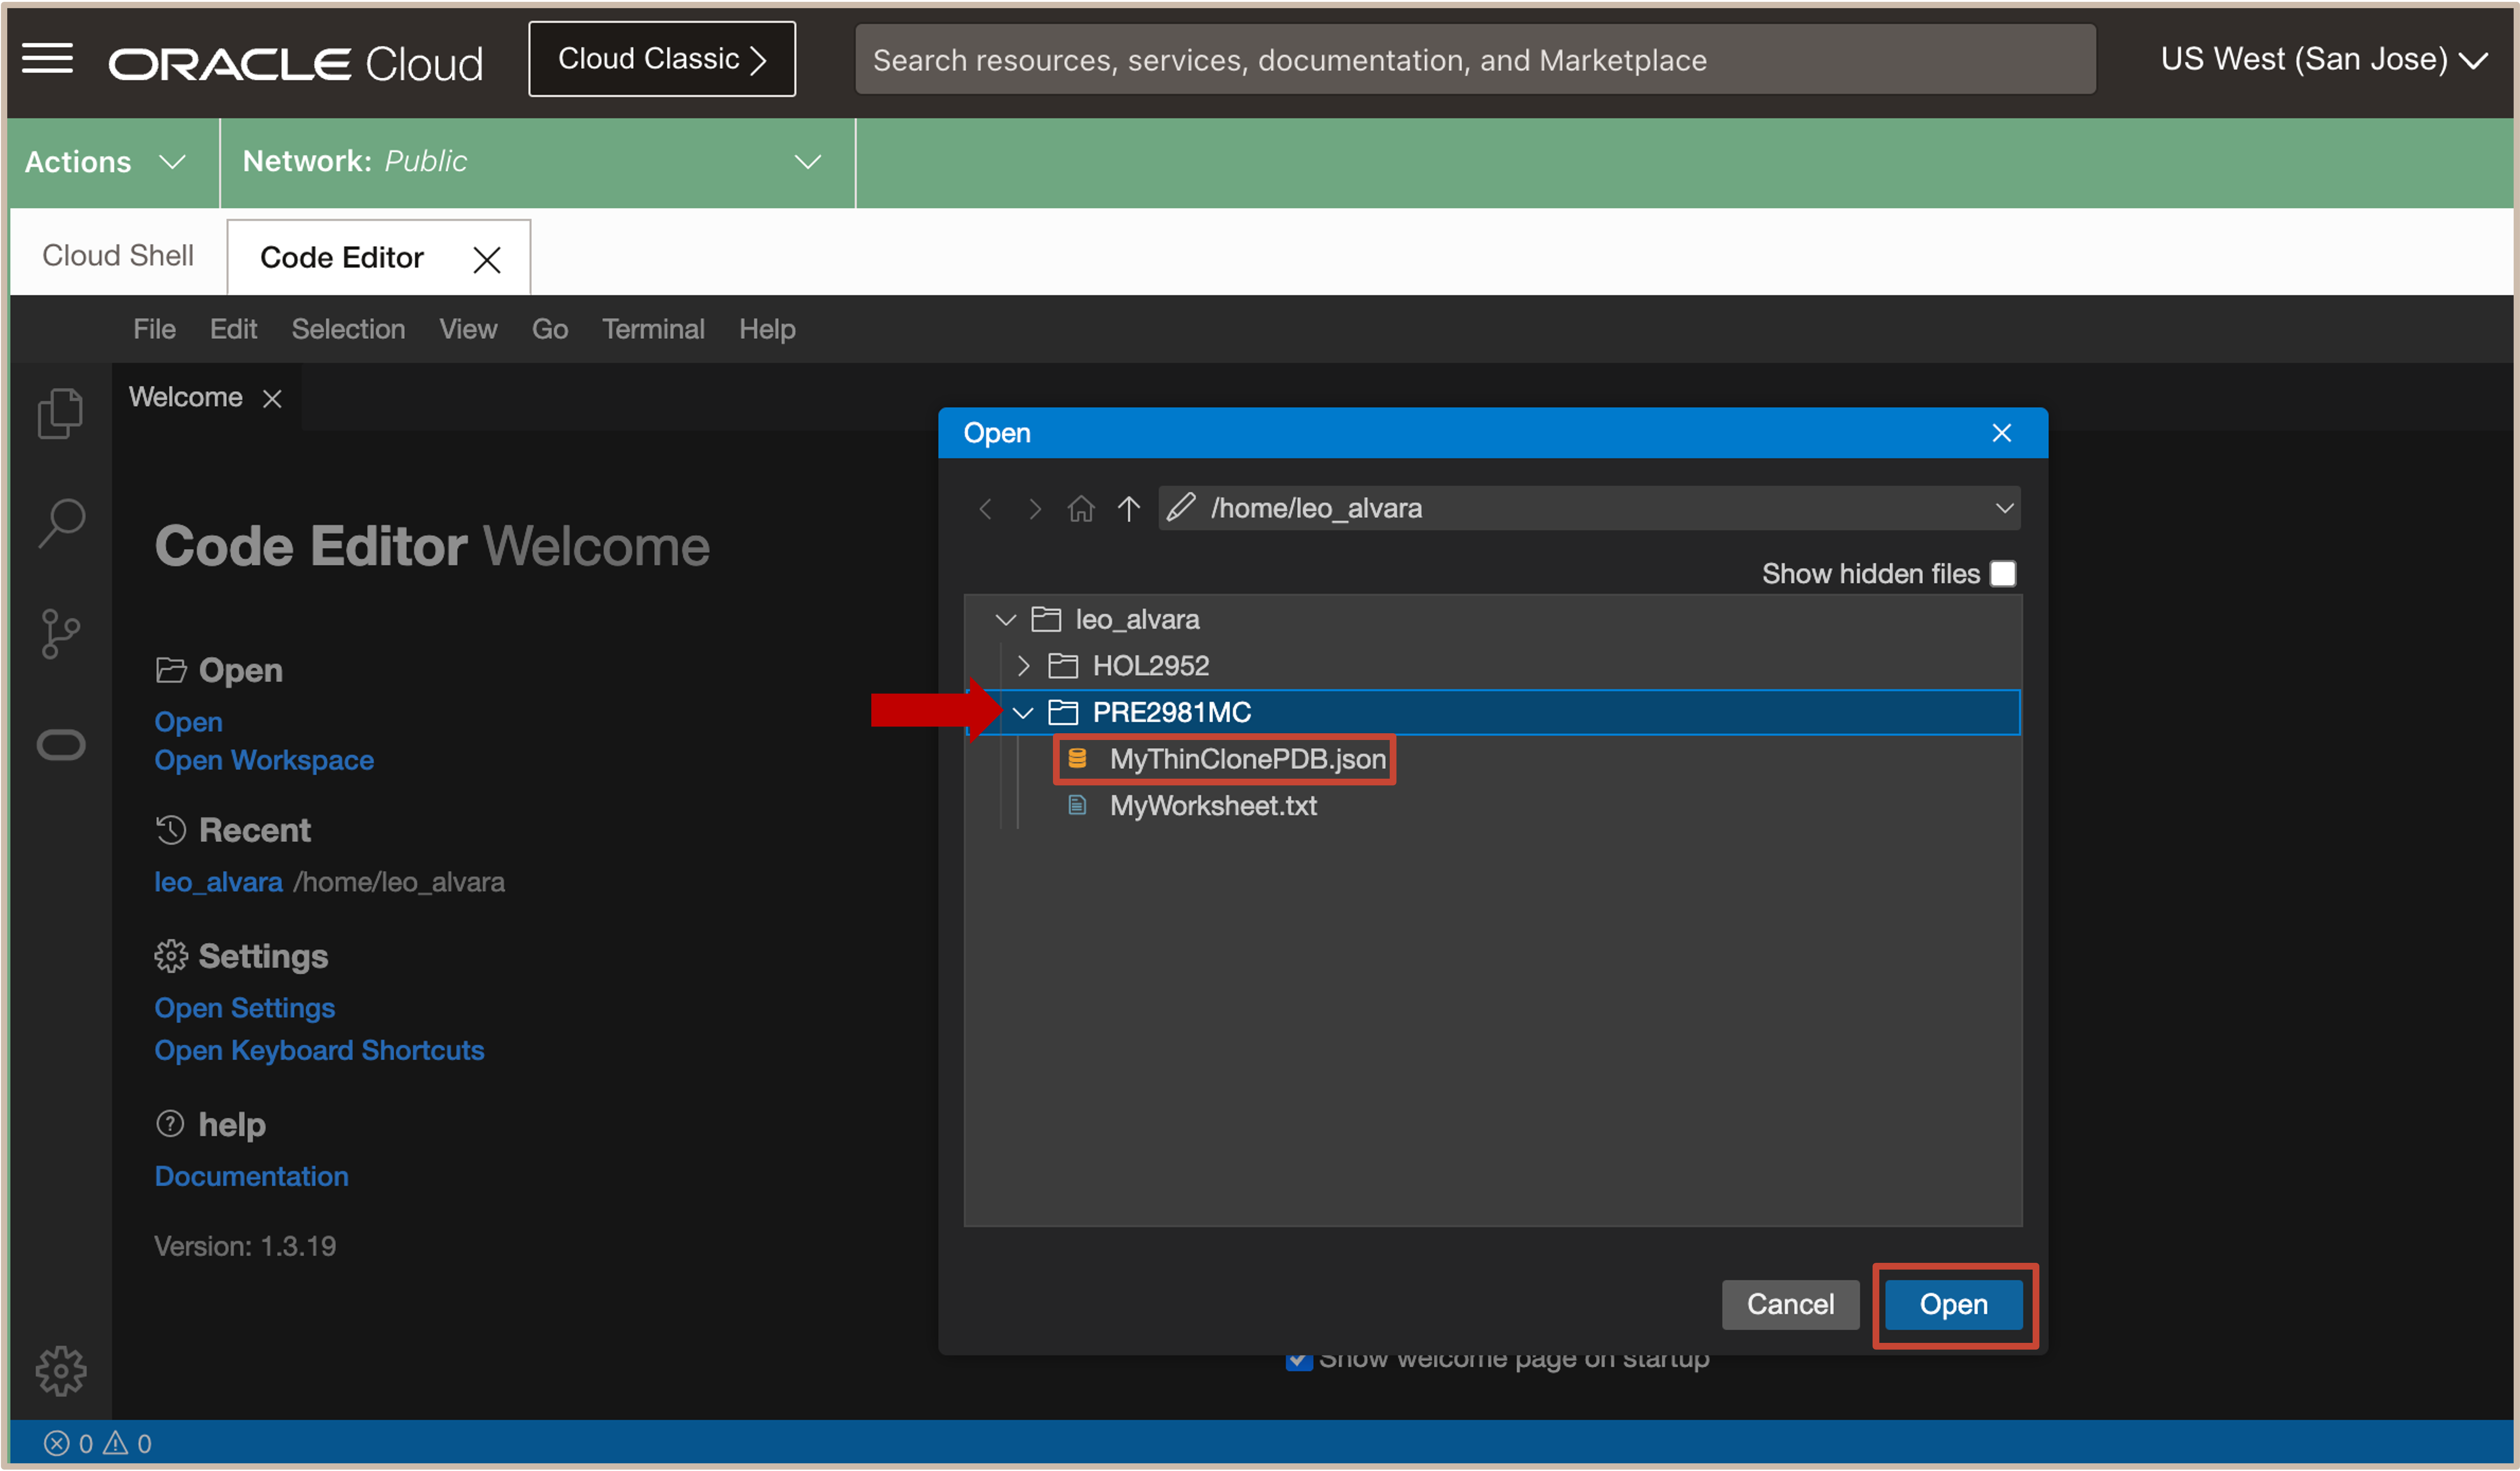 ORACLE Cloud
Cloud Classic
Search resources, services, documentation, and Marketplace
US West (San Jose)
Actions
Network: Public
Cloud Shell
Code Editor
File Edit Selection View Go Terminal Help
Welcome
Code Editor Welcome
Open
Open
Open Workspace
Recent
leo_alvara /home/leo_alvara
Settings
Open Settings
Open Keyboard Shortcuts
help
Documentation
Version: 1.3.19
Open
/home/leo_alvara
Show hidden files
leo_alvara
HOL2952
PRE2981MC
MyThinClonePDB.json
MyWorksheet.txt
Cancel
Open
Show welcome page on startup
0 0